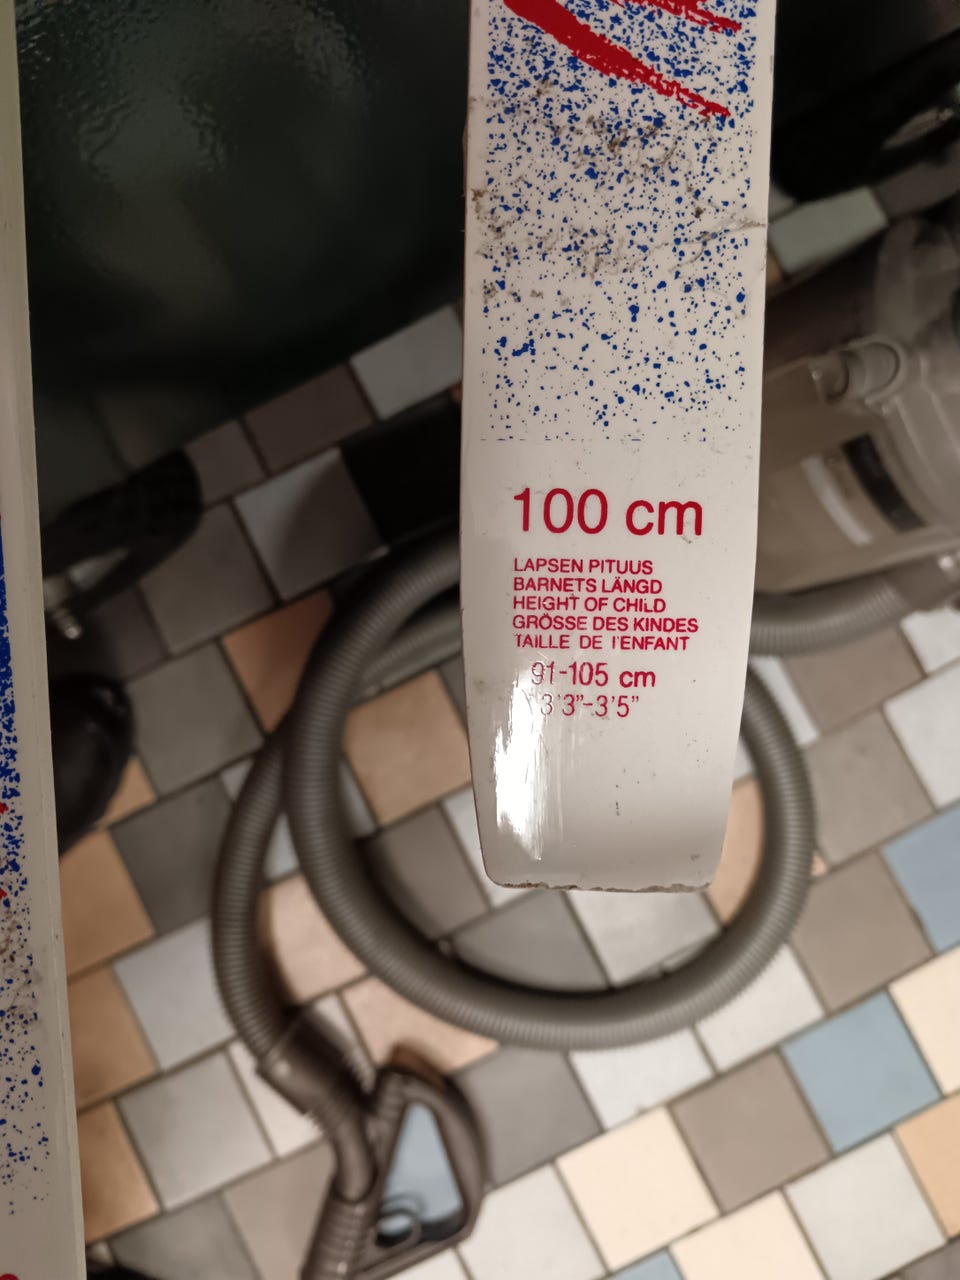 100 cm
LAPSEN PITUUS
BARNETS LÄNGD
HEIGHT OF CHILD
GRÖSSE DES KINDES
TAILLE DE l'ENFANT
91-105 cm
3'3"-3'5"